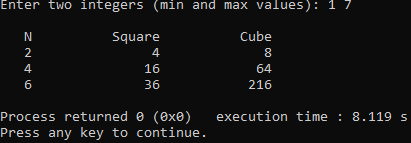 Enter two integers (min and max values): 1 7
N Square Cube
2 4 8
4 16 64
6 36 216
Process returned 0 (0x0) execution time : 8.119 s
Press any key to continue.